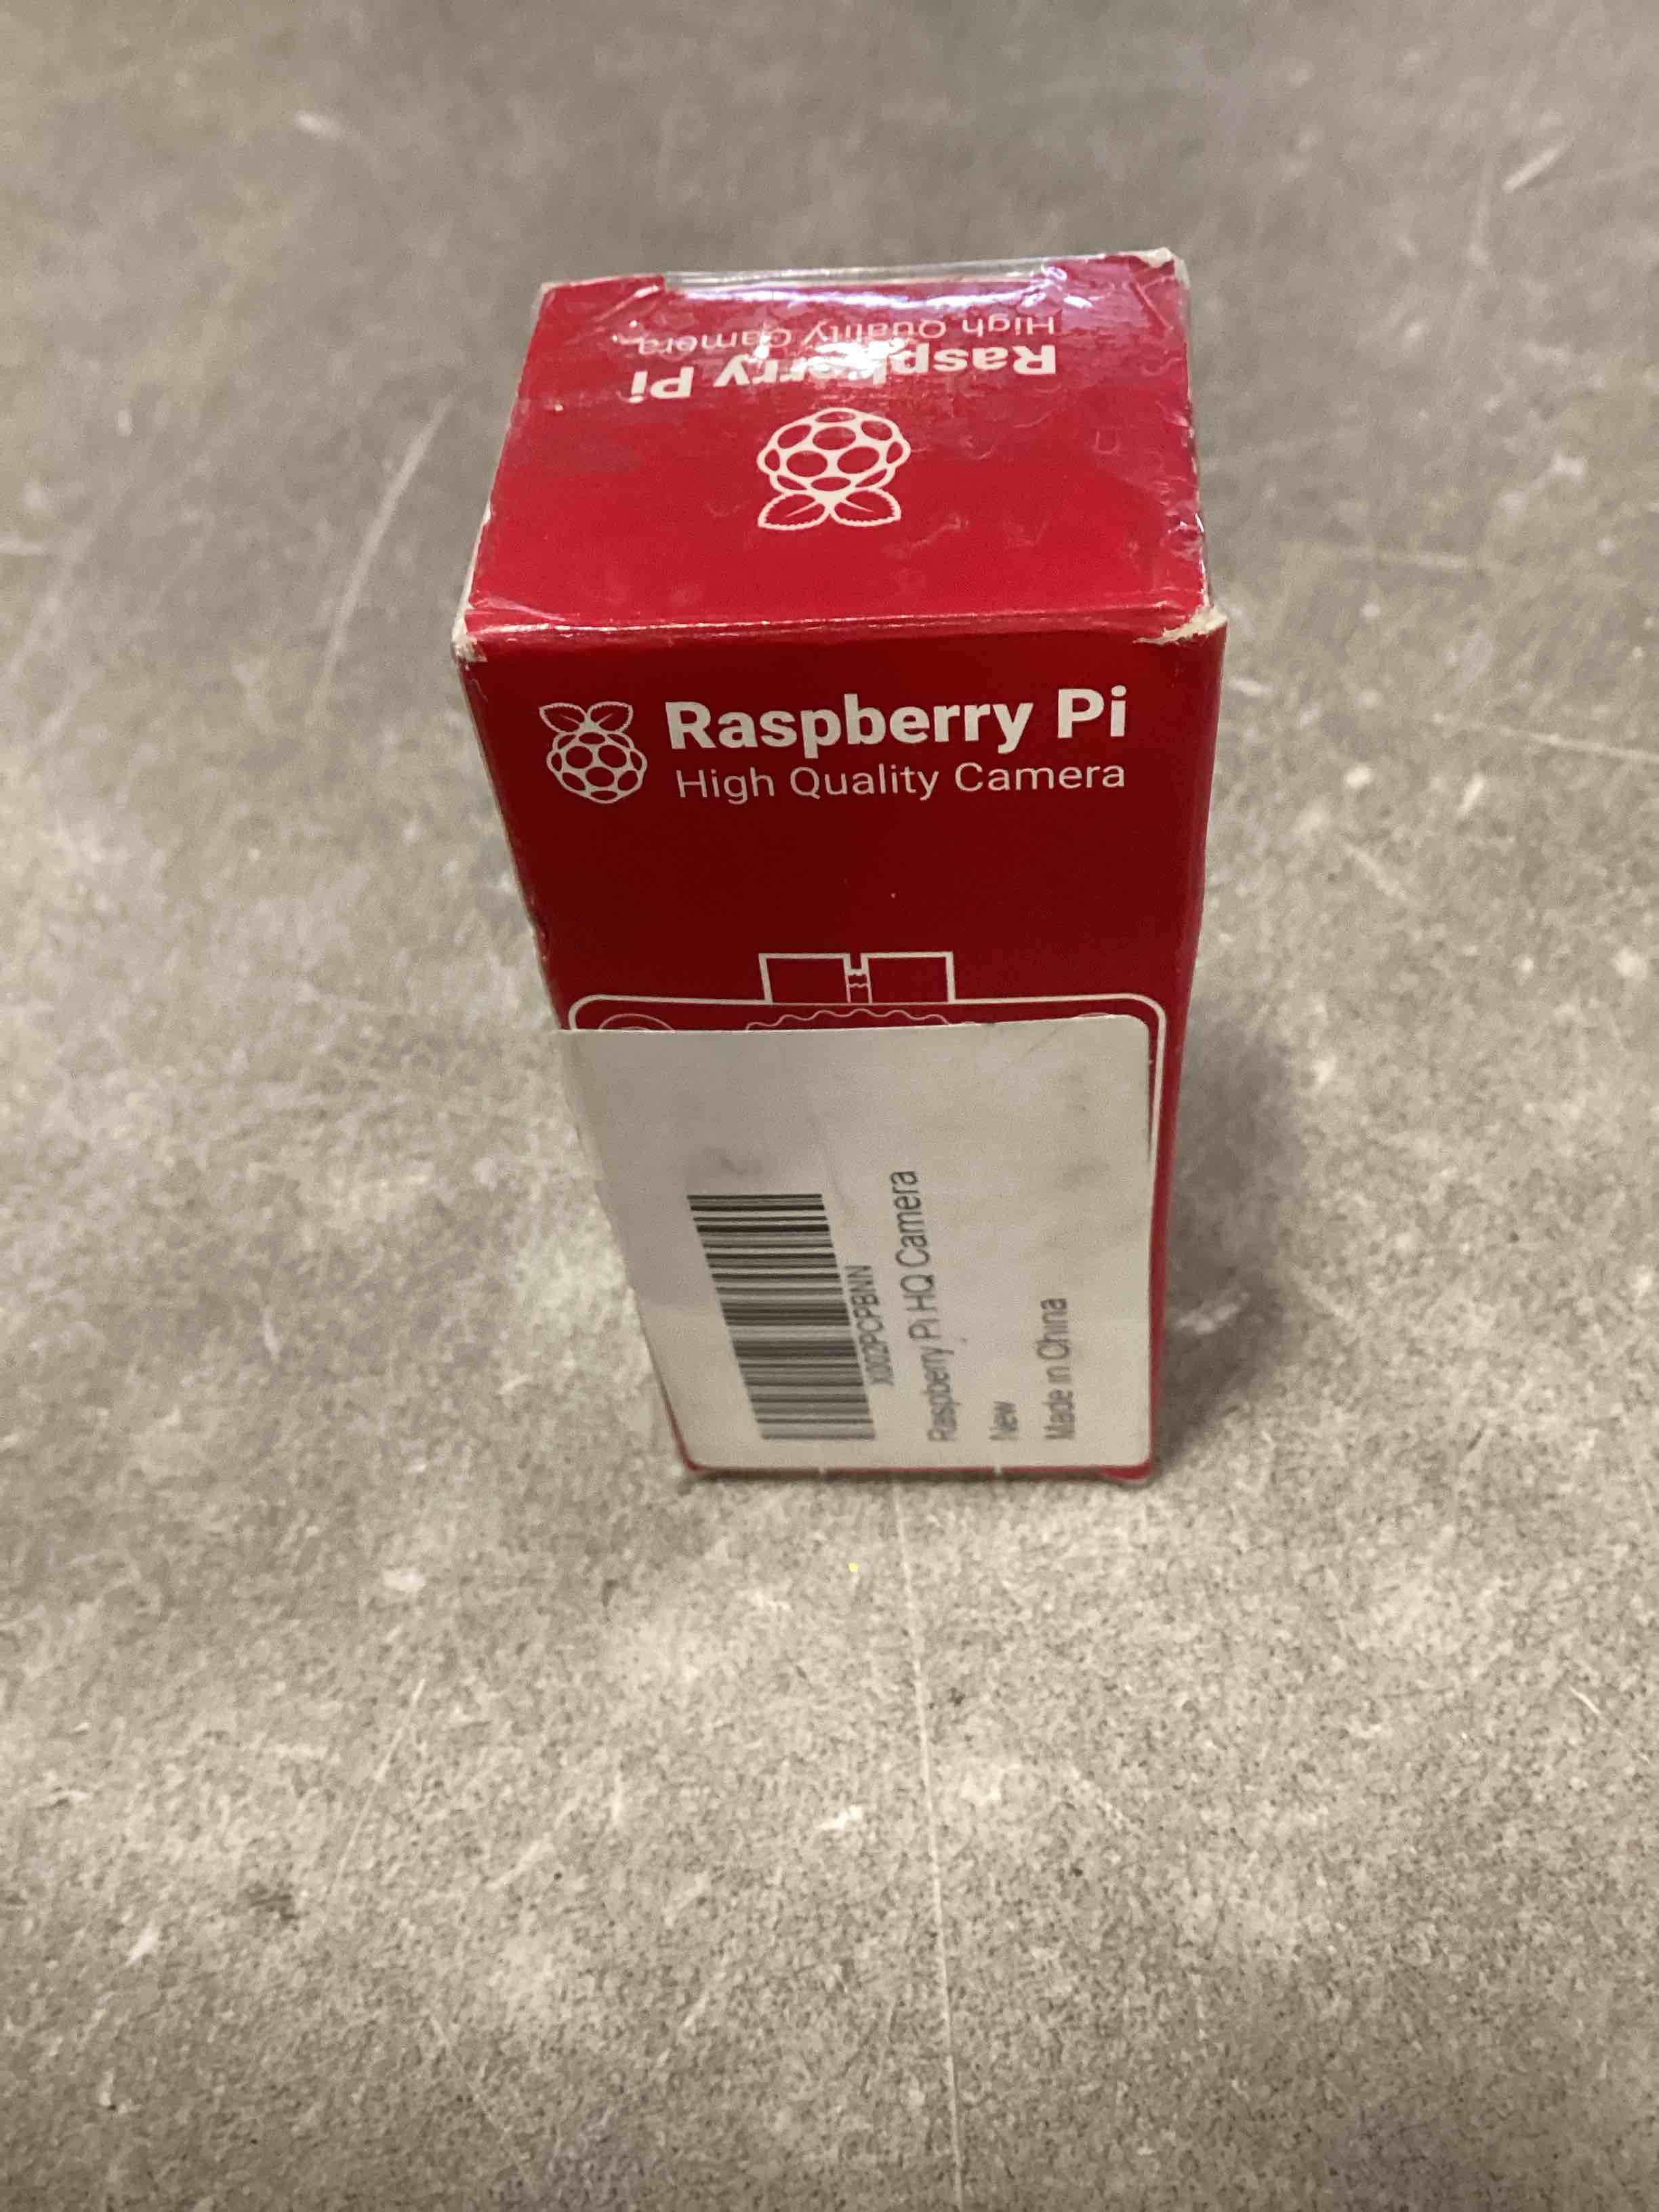 Raspberry Pi
High Quality Camera
Raspberry Pi
High Quality Camera
X002PCPBNN
Raspberry Pi HQ Camera
New
Made in China